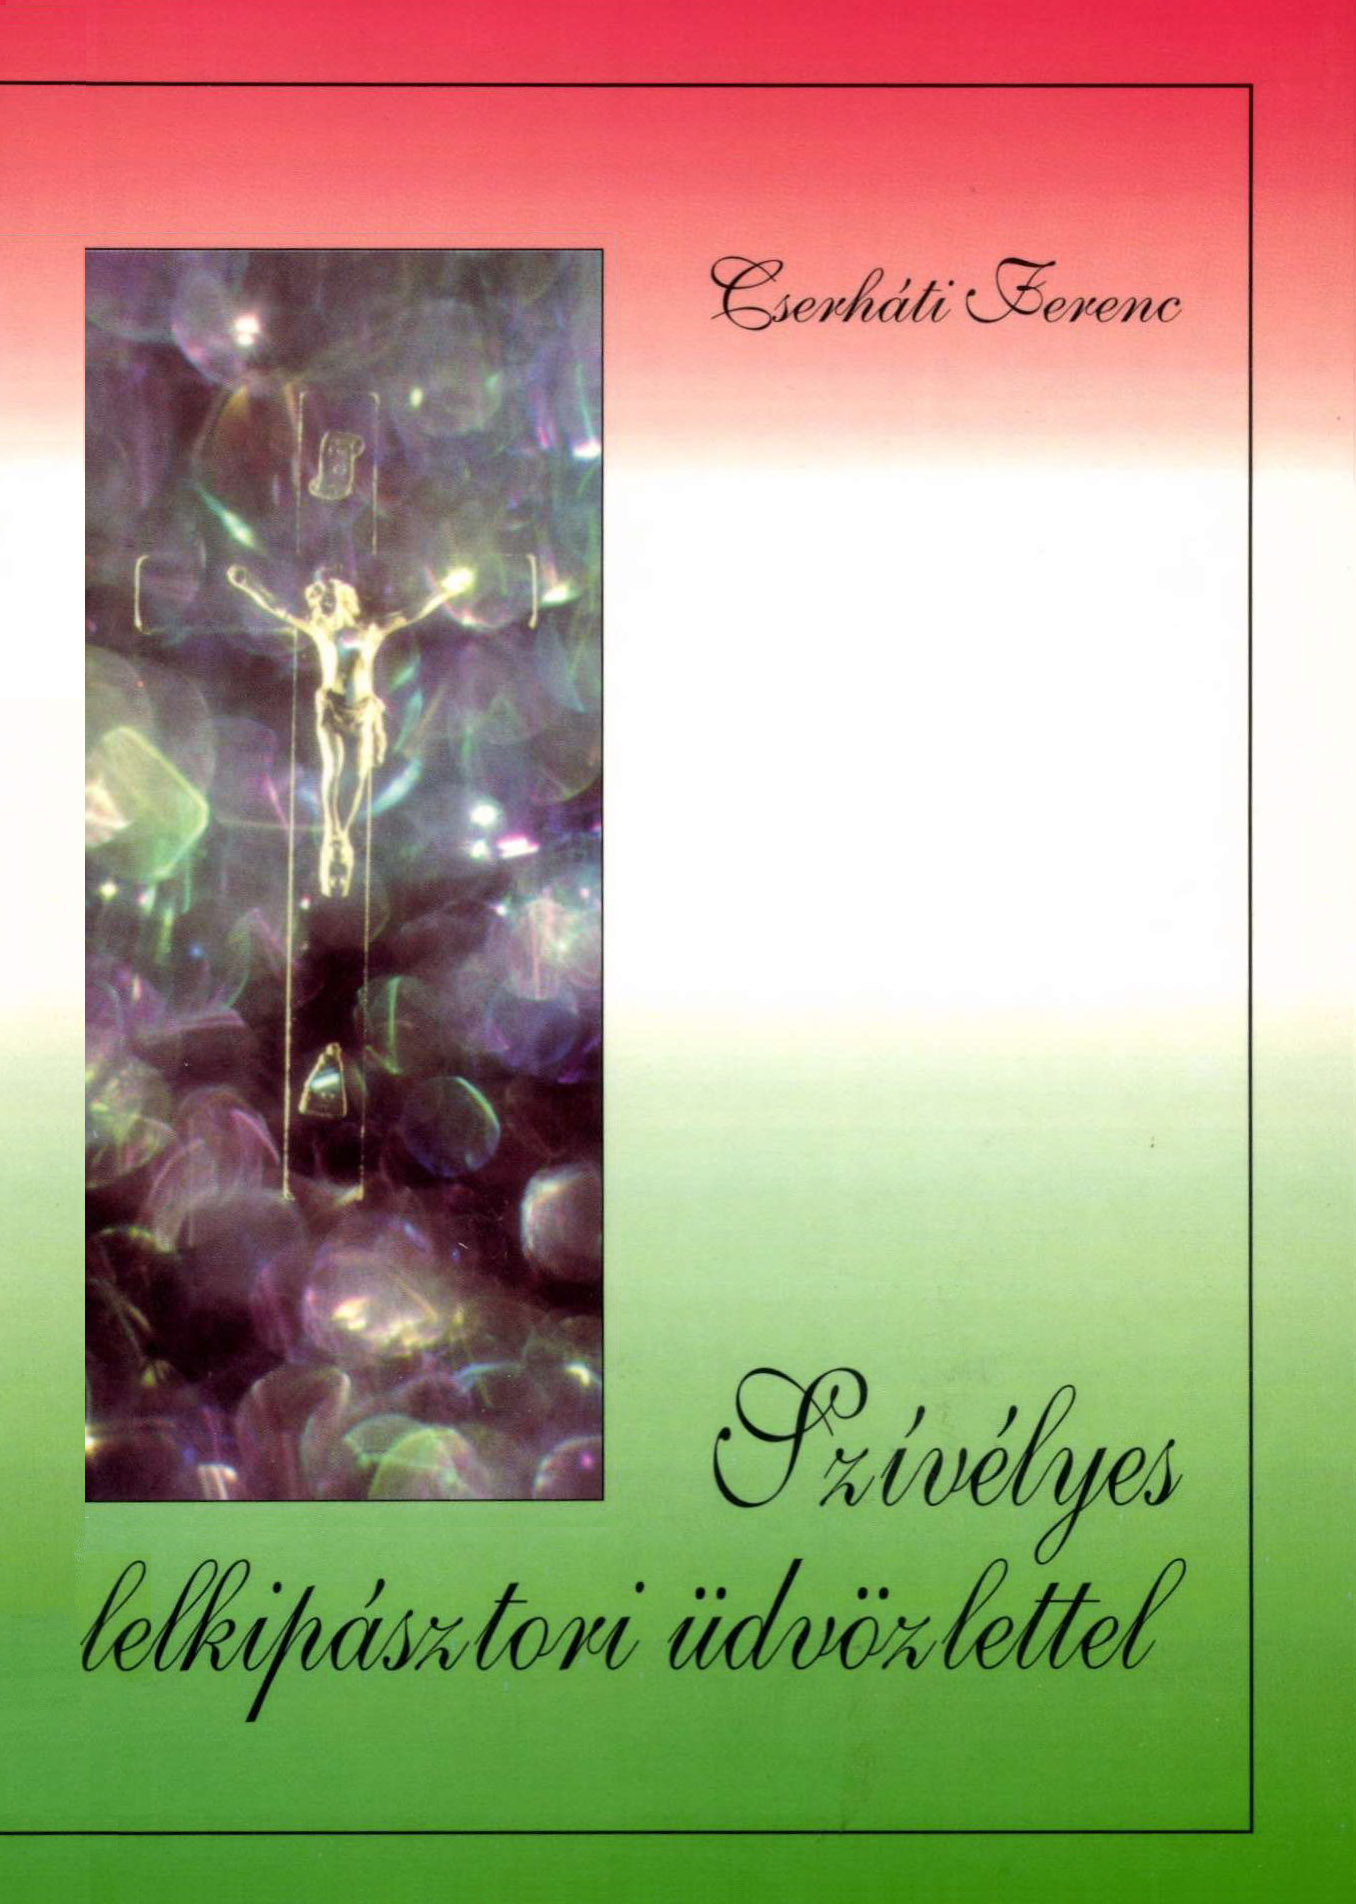 Cserháti Ferenc
Szívélyes
lelkipásztori üdvözlettel